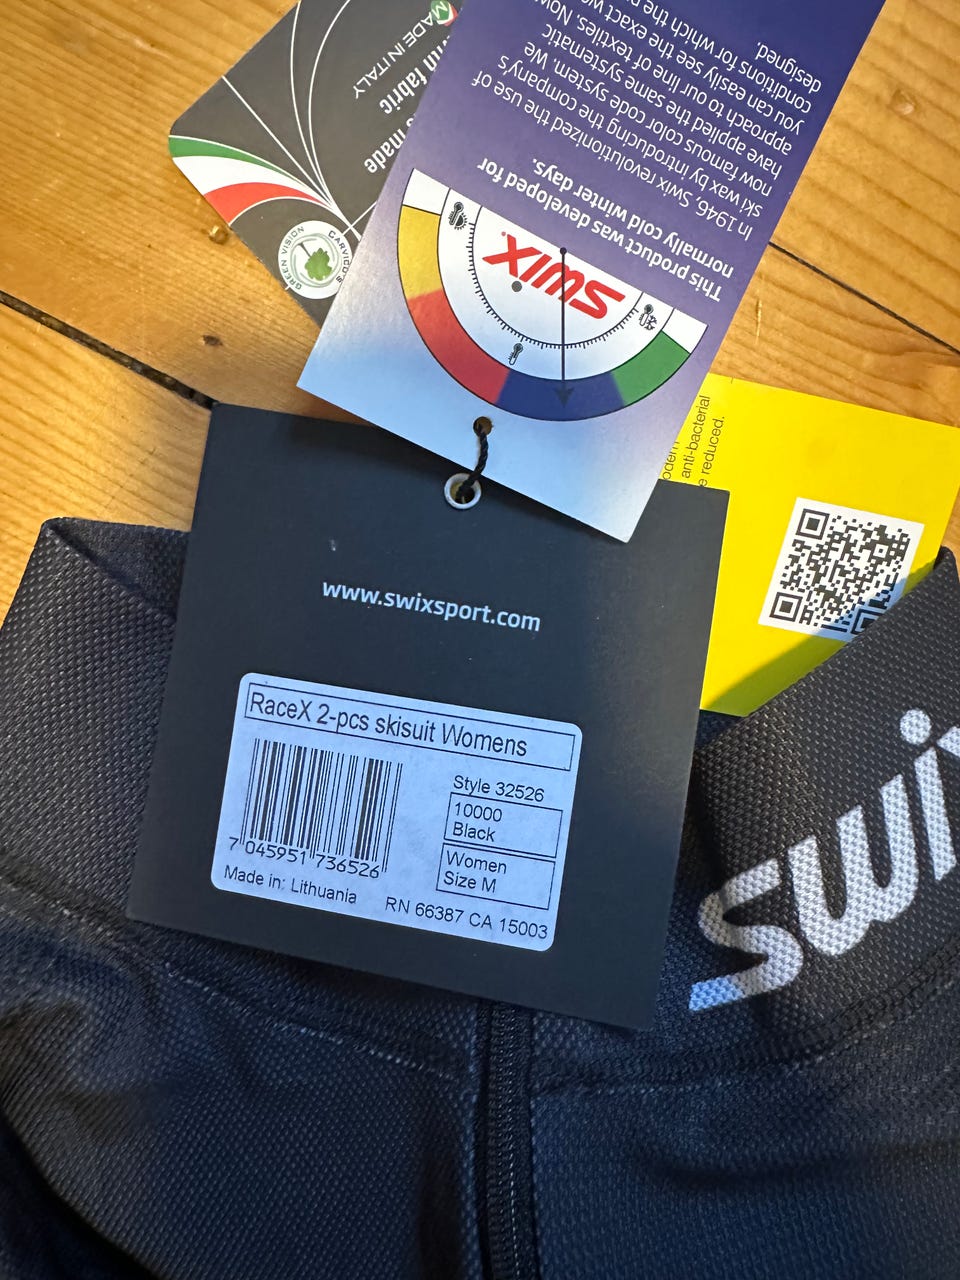 www.swixsport.com
RaceX 2-pcs skisuit Womens
Style 32526
10000
Black
Women
Size M
7 045951 736526
Made in: Lithuania
RN 66387 CA 15003
SWIX
This product was developed for
normally cold winter days.
In 1946, Swix revolutionized the use of
ski wax by introducing the company's
now famous color code system. We
have applied the same systematic
approach to our line of textiles. Now
you can easily see the exact
conditions for which the
designed.
made
fabric
MADE IN ITALY
GREEN VISION
CARVICO'S
anti-bacterial
reduced.
swix